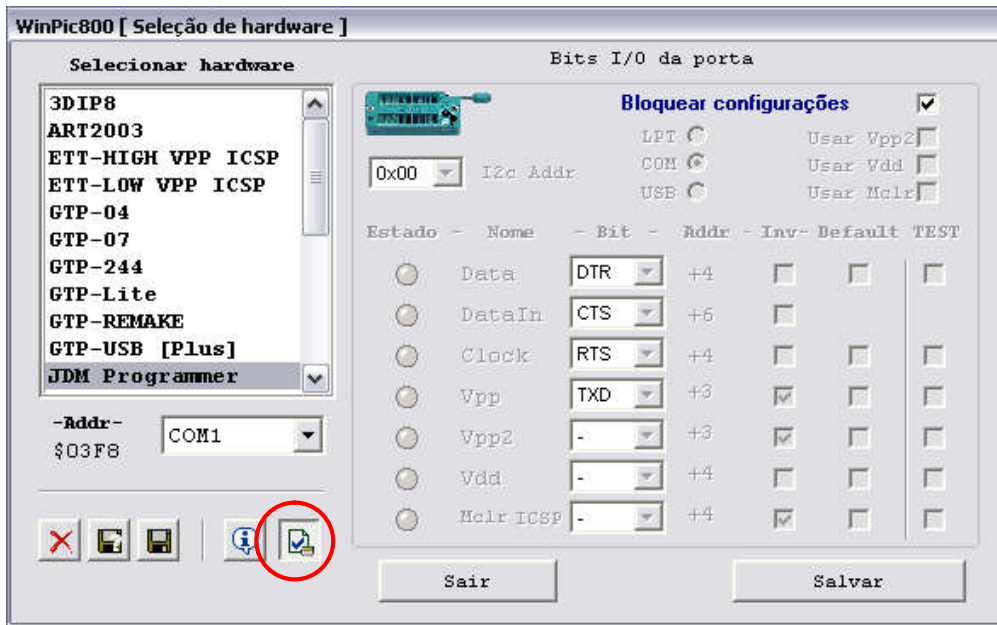 WinPic800 [ Seleção de hardware ]
Selecionar hardware
3DIP8
ART2003
ETT-HIGH VPP ICSP
ETT-LOW VPP ICSP
GTP-04
GTP-07
GTP-244
GTP-Lite
GTP-REMAKE
GTP-USB [Plus]
JDM Programmer
-Addr-
$03F8
COM1
Bits I/O da porta
Bloquear configurações
0x00 I2c Addr
LPT Usar Vpp2
COM Usar Vdd
USB Usar Mclr
Estado - Nome - Bit - Addr - Inv- Default TEST
Data DTR +4
DataIn CTS +6
Clock RTS +4
Vpp TXD +3
Vpp2 - +3
Vdd - +4
Mclr ICSP - +4
Sair Salvar